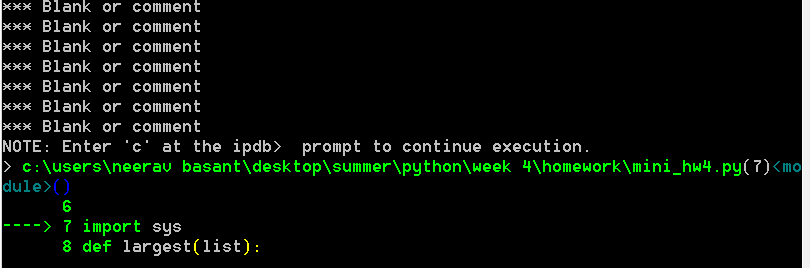 *** Blank or comment
*** Blank or comment
*** Blank or comment
*** Blank or comment
*** Blank or comment
*** Blank or comment
*** Blank or comment
NOTE: Enter 'c' at the ipdb>  prompt to continue execution.
> c:\users\neerav basant\desktop\summer\python\week 4\homework\mini_hw4.py(7)<mo
dule>()
      6
----> 7 import sys
      8 def largest(list):